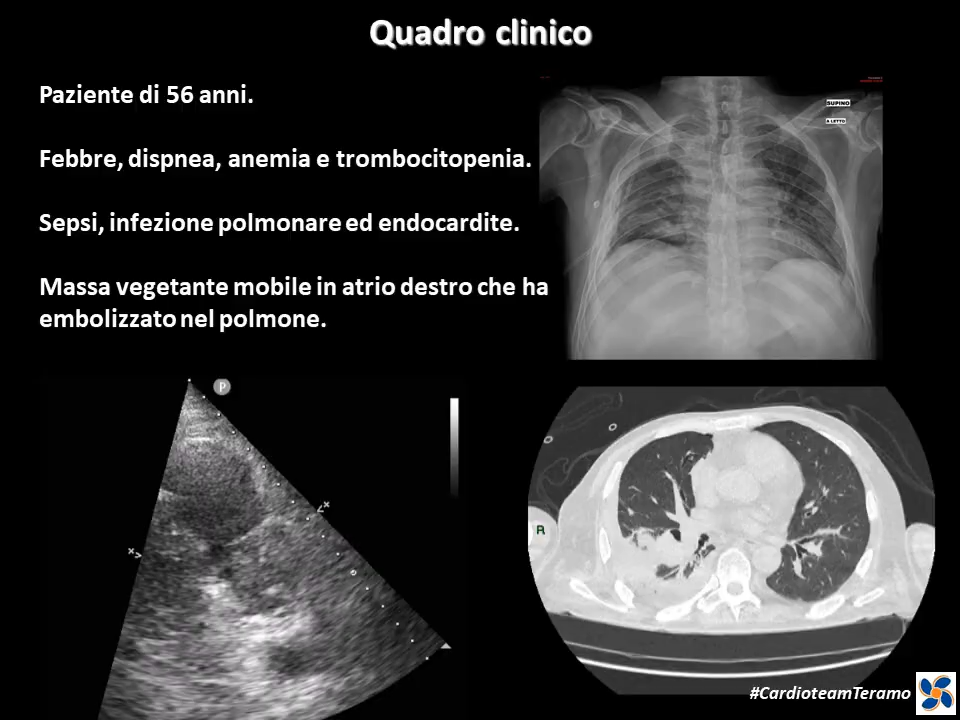 Quadro clinico
Paziente di 56 anni.
Febbre, dispnea, anemia e trombocitopenia.
Sepsi, infezione polmonare ed endocardite.
Massa vegetante mobile in atrio destro che ha
embolizzato nel polmone.
SUPINO
A LETTO
P
x
x
R
#CardioteamTeramo